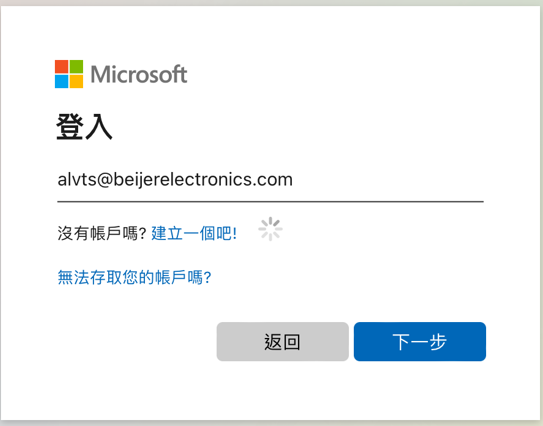 Microsoft
登入
alvts@beijerelectronics.com
沒有帳戶嗎? 建立一個吧!
無法存取您的帳戶嗎?
返回 下一步